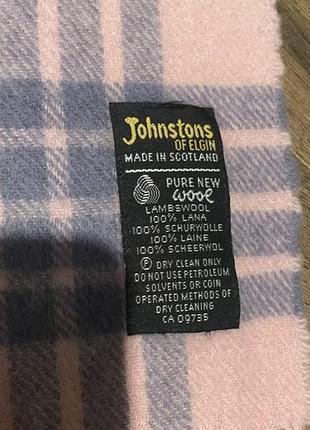 Johnstons
OF ELGIN
MADE IN SCOTLAND
PURE NEW
wool
LAMBSWOOL
100% LANA
100% SCHURWOLLE
100% LAINE
100% SCHEERWOL
Ⓟ DRY CLEAN ONLY
DO NOT USE PETROLEUM
SOLVENTS OR COIN
OPERATED METHODS OF
DRY CLEANING
CA 09735